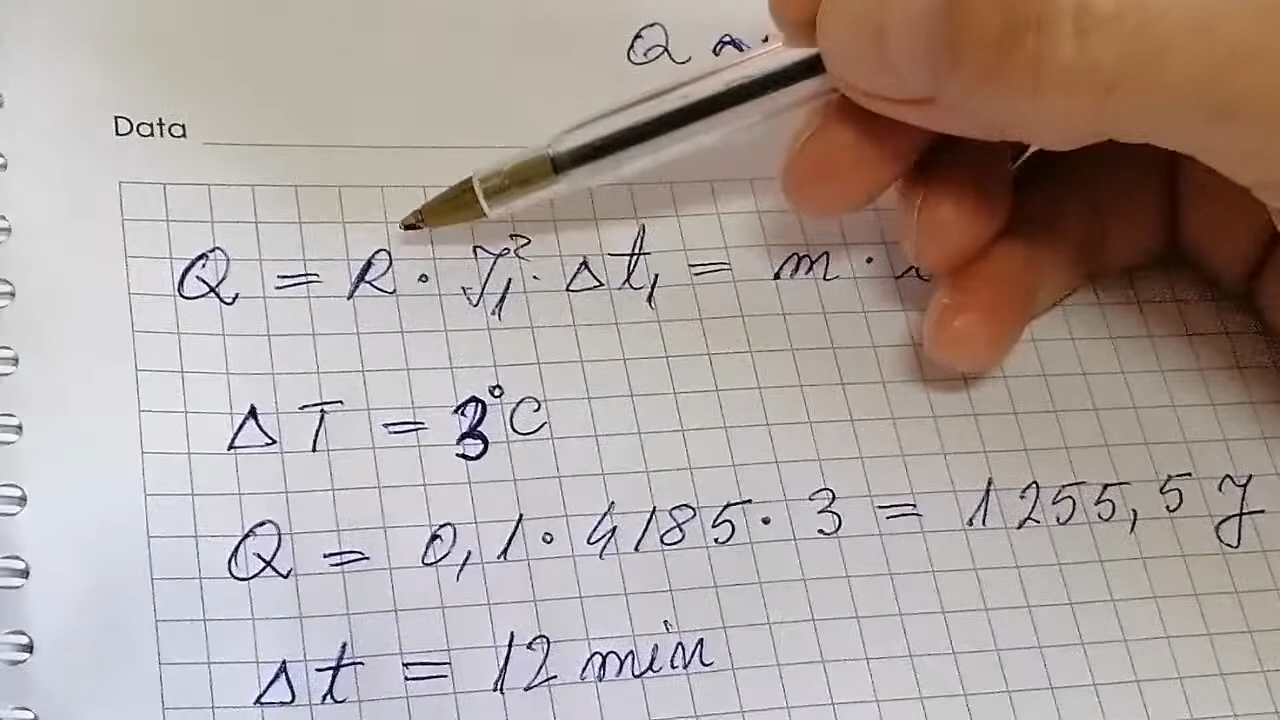 Q
Data
Q = R · I₁² · Δt₁ = m ·
ΔT = 3°C
Q = 0,1 · 4185 · 3 = 1255,5 J
Δt = 12 min